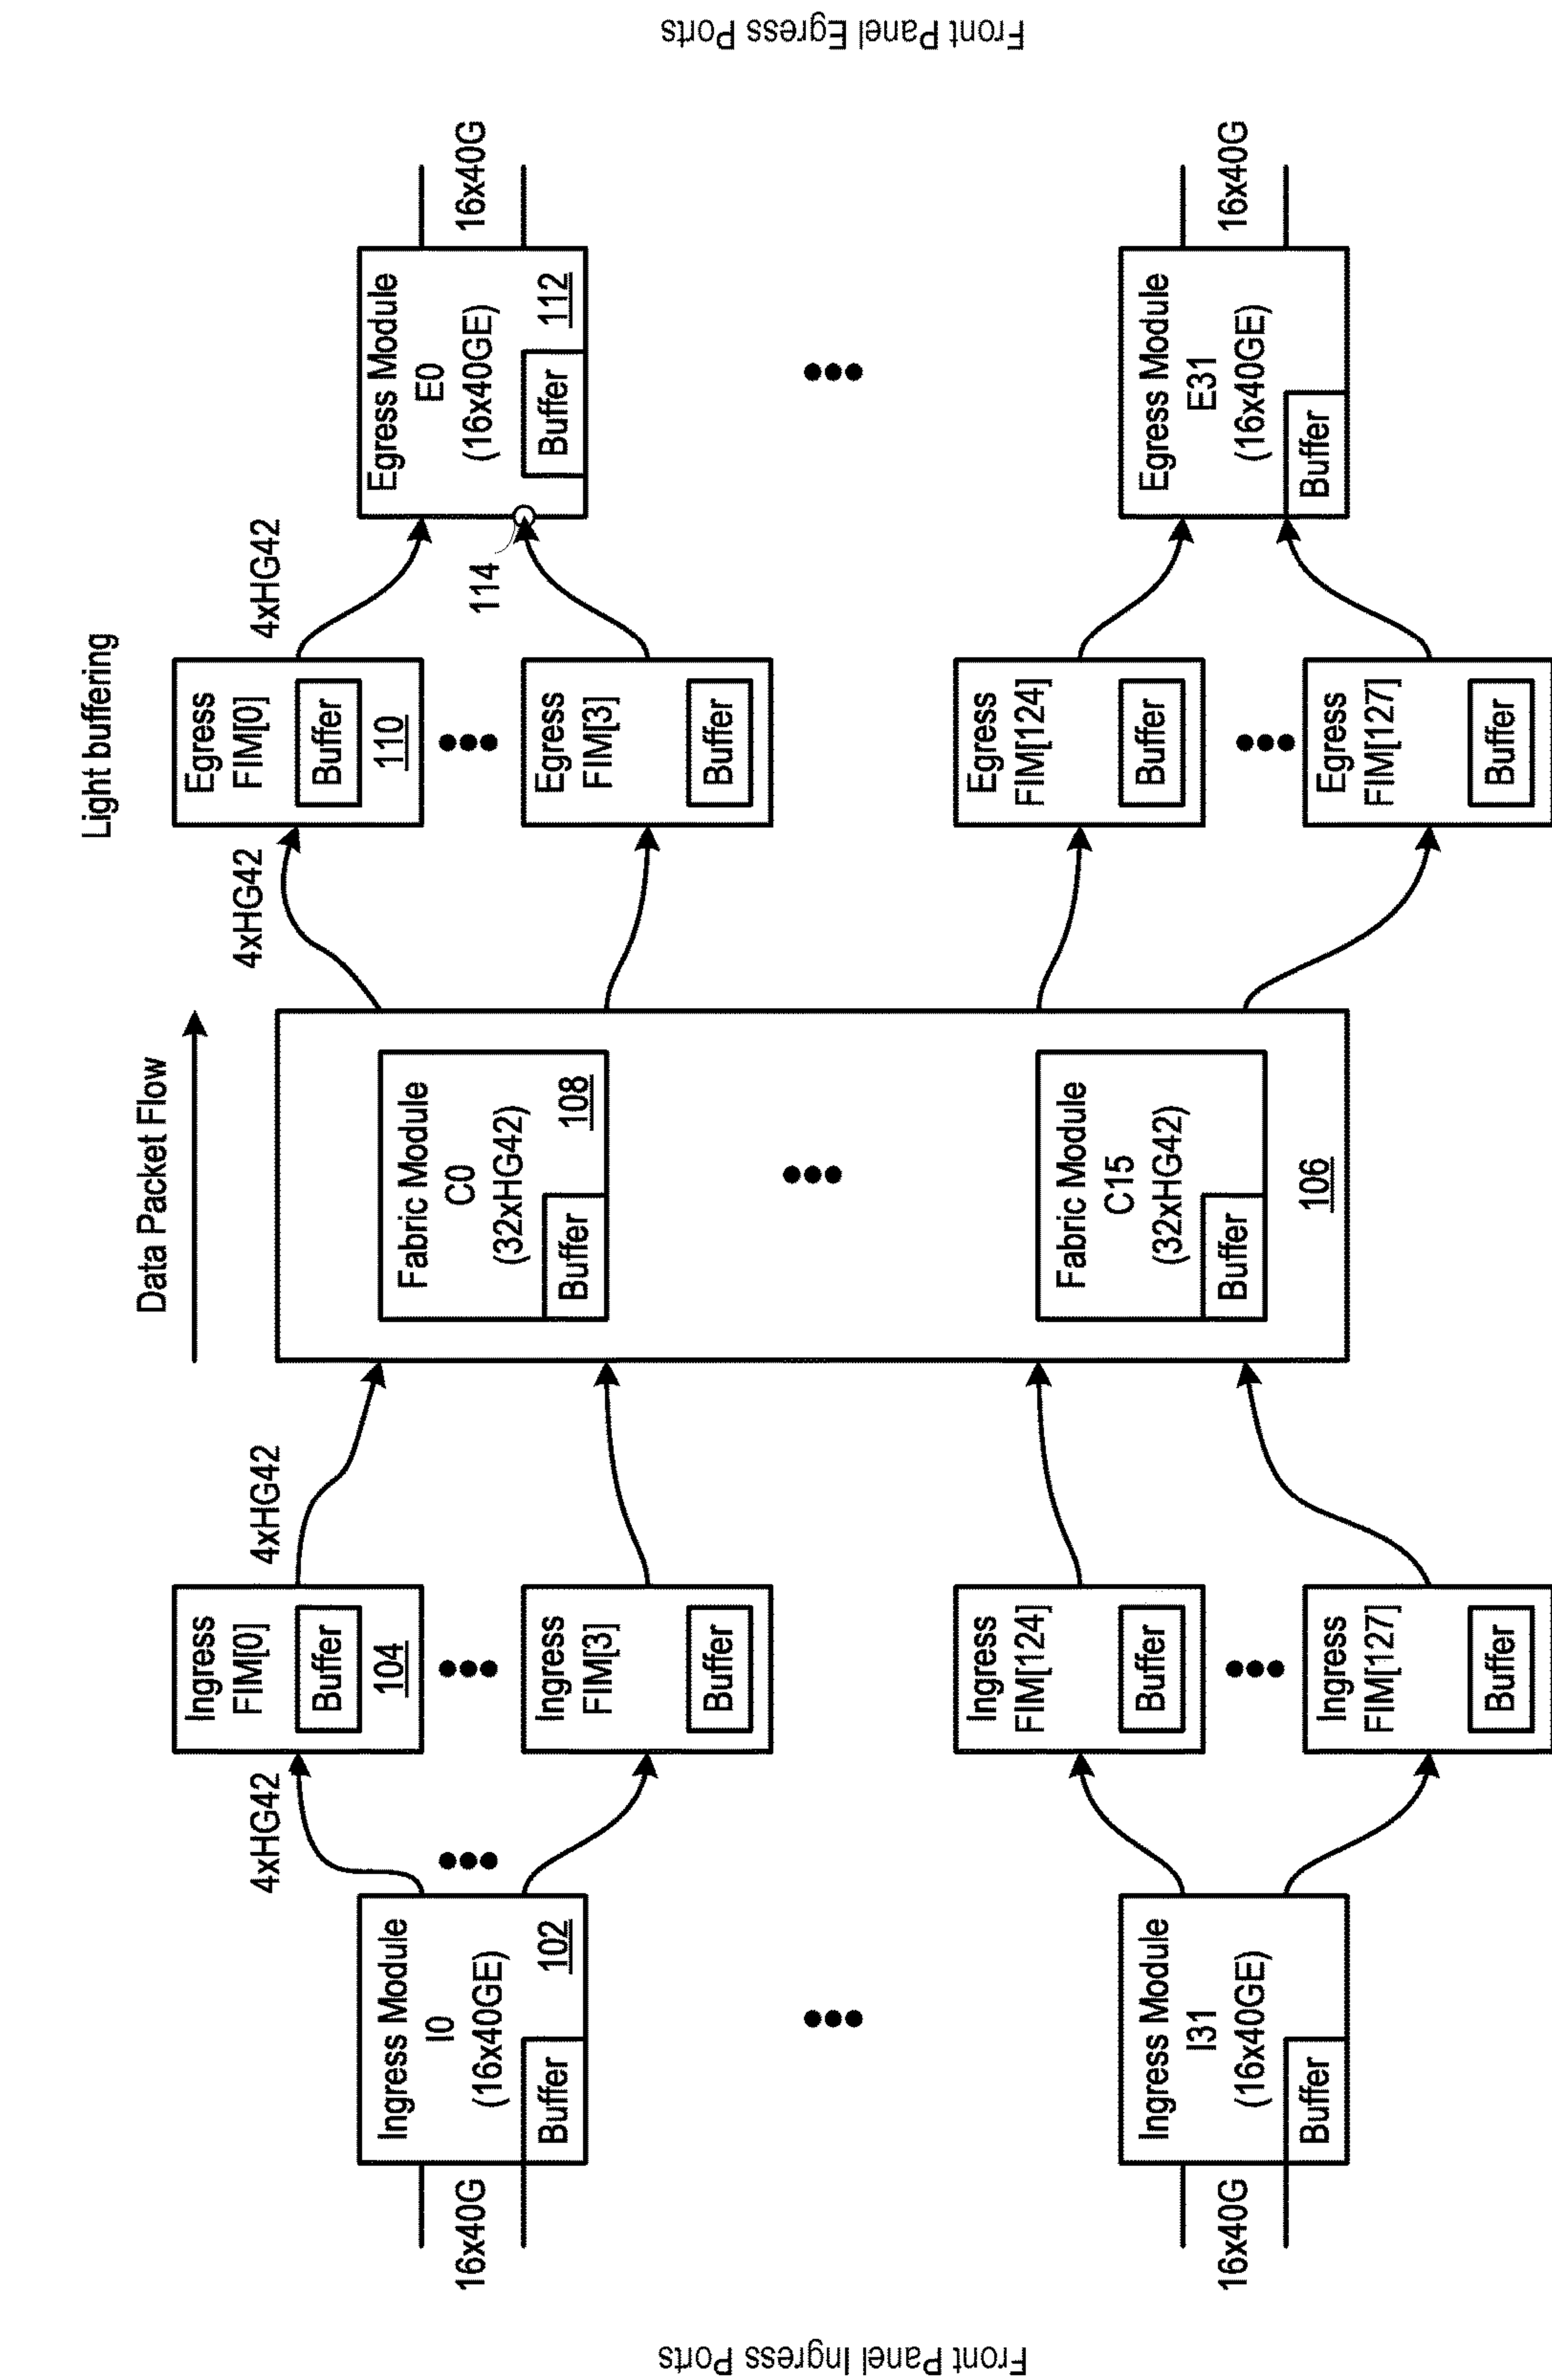 Front Panel Ingress Ports
16x40G
Ingress Module
I0
(16x40GE)
102
Buffer
16x40G
Ingress Module
I31
(16x40GE)
Buffer
4xHG42
Ingress
FIM[0]
Buffer
104
Ingress
FIM[3]
Buffer
Ingress
FIM[124]
Buffer
Ingress
FIM[127]
Buffer
4xHG42
Data Packet Flow
Fabric Module
C0
(32xHG42)
108
Buffer
Fabric Module
C15
(32xHG42)
Buffer
106
4xHG42
Light buffering
Egress
FIM[0]
Buffer
110
Egress
FIM[3]
Buffer
Egress
FIM[124]
Buffer
Egress
FIM[127]
Buffer
4xHG42
114
Egress Module
E0
(16x40GE)
112
Buffer
16x40G
Egress Module
E31
(16x40GE)
Buffer
16x40G
Front Panel Egress Ports